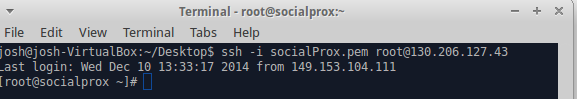 Terminal - root@socialprox:~
File Edit View Terminal Tabs Help
josh@josh-VirtualBox:~/Desktop$ ssh -i socialProx.pem root@130.206.127.43
Last login: Wed Dec 10 13:33:17 2014 from 149.153.104.111
[root@socialprox ~]#